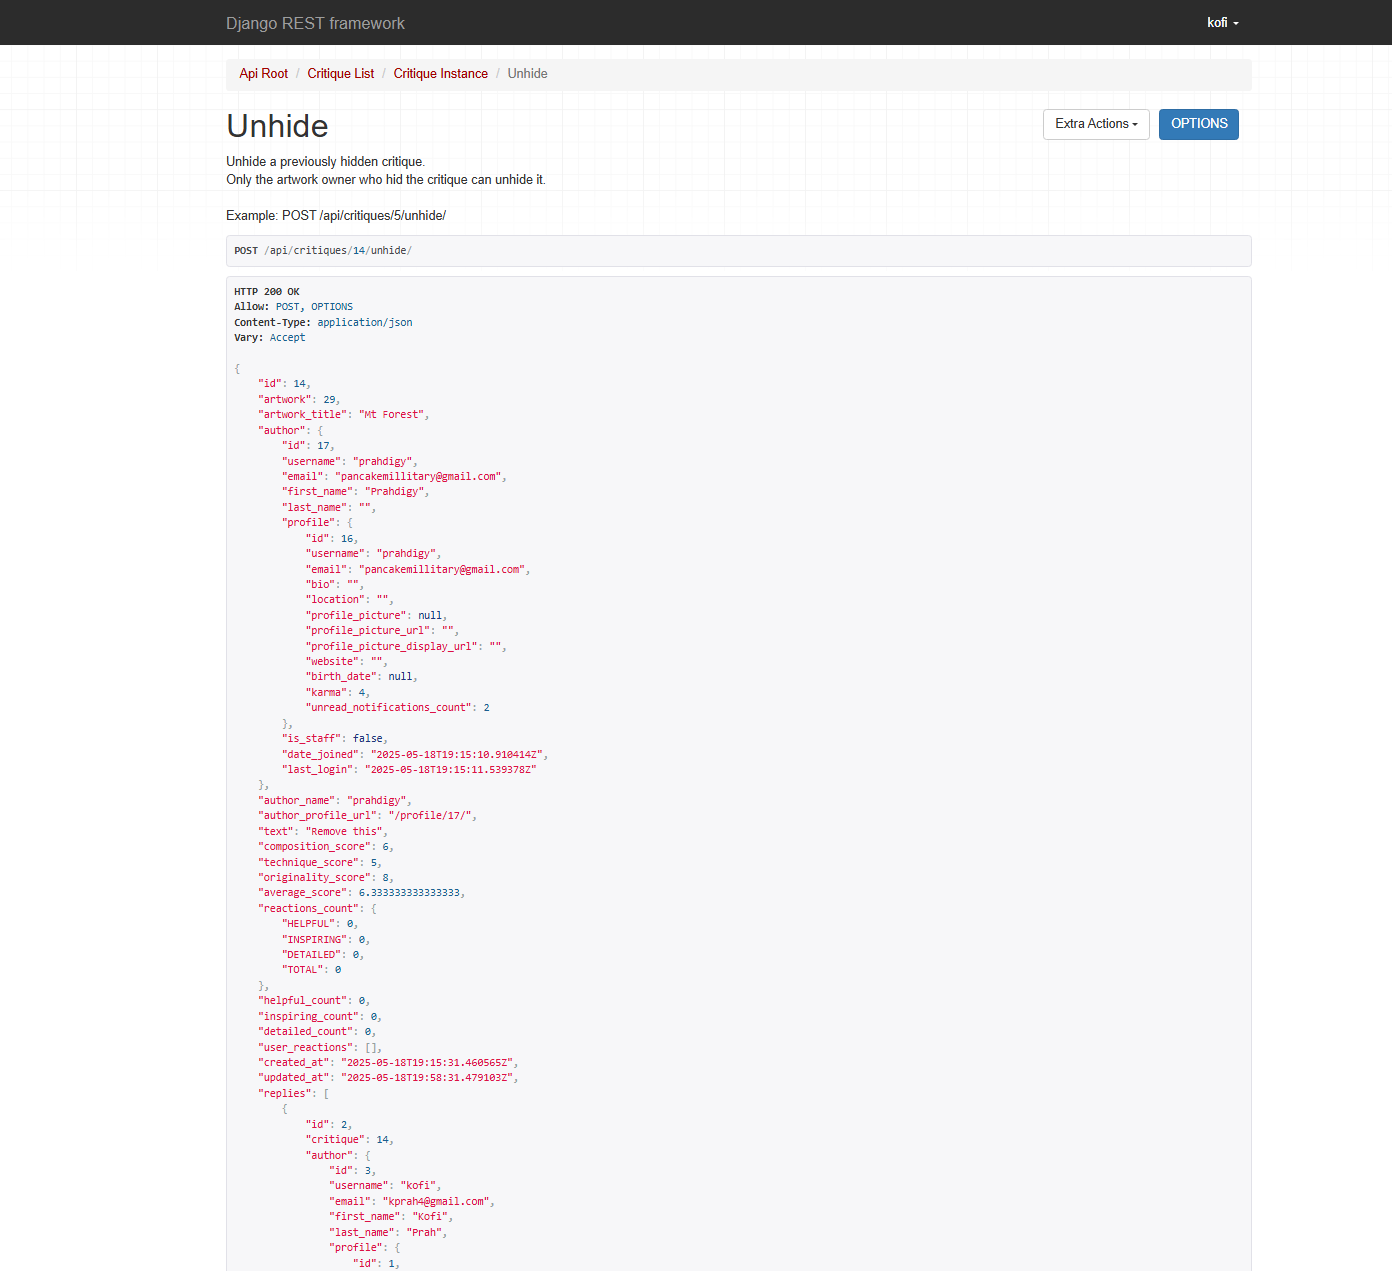 Django REST framework
kofi
Api Root / Critique List / Critique Instance / Unhide
Unhide
Extra Actions
OPTIONS
Unhide a previously hidden critique.
Only the artwork owner who hid the critique can unhide it.
Example: POST /api/critiques/5/unhide/
POST /api/critiques/14/unhide/
HTTP 200 OK
Allow: POST, OPTIONS
Content-Type: application/json
Vary: Accept
{
    "id": 14,
    "artwork": 29,
    "artwork_title": "Mt Forest",
    "author": {
        "id": 17,
        "username": "prahdigy",
        "email": "pancakemillitary@gmail.com",
        "first_name": "Prahdigy",
        "last_name": "",
        "profile": {
            "id": 16,
            "username": "prahdigy",
            "email": "pancakemillitary@gmail.com",
            "bio": "",
            "location": "",
            "profile_picture": null,
            "profile_picture_url": "",
            "profile_picture_display_url": "",
            "website": "",
            "birth_date": null,
            "karma": 4,
            "unread_notifications_count": 2
        },
        "is_staff": false,
        "date_joined": "2025-05-18T19:15:10.910414Z",
        "last_login": "2025-05-18T19:15:11.539378Z"
    },
    "author_name": "prahdigy",
    "author_profile_url": "/profile/17/",
    "text": "Remove this",
    "composition_score": 6,
    "technique_score": 5,
    "originality_score": 8,
    "average_score": 6.333333333333333,
    "reactions_count": {
        "HELPFUL": 0,
        "INSPIRING": 0,
        "DETAILED": 0,
        "TOTAL": 0
    },
    "helpful_count": 0,
    "inspiring_count": 0,
    "detailed_count": 0,
    "user_reactions": [],
    "created_at": "2025-05-18T19:15:31.460565Z",
    "updated_at": "2025-05-18T19:58:31.479103Z",
    "replies": [
        {
            "id": 2,
            "critique": 14,
            "author": {
                "id": 3,
                "username": "kofi",
                "email": "kprah4@gmail.com",
                "first_name": "Kofi",
                "last_name": "Prah",
                "profile": {
                    "id": 1,